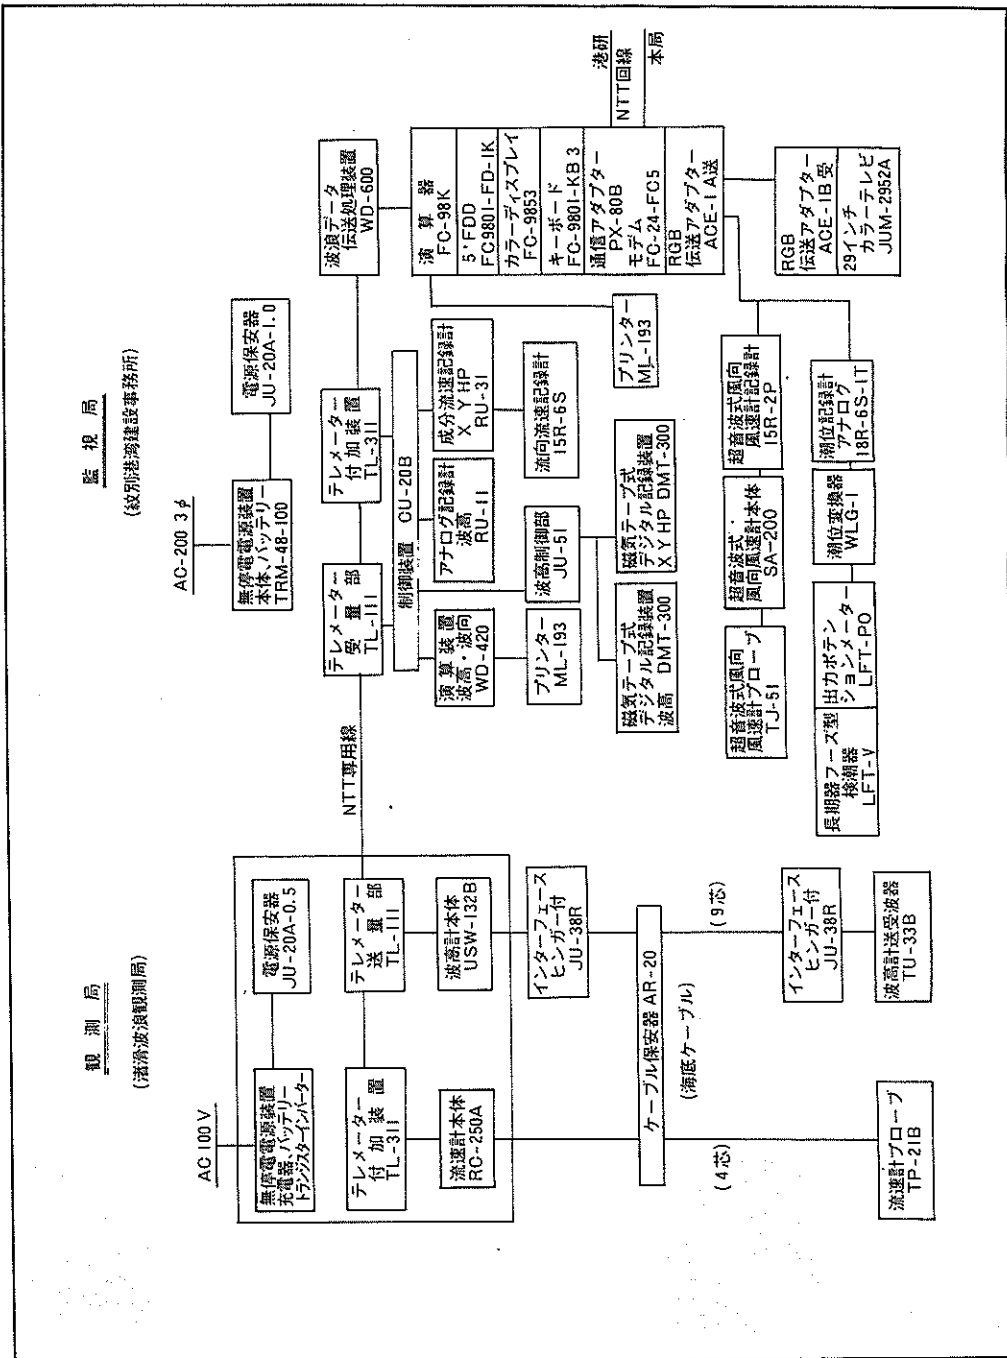 観測局
(渚滑波浪観測局)
AC 100 V
無停電電源装置
充電器、バッテリー
トランジスターインバーター
電源保安器
JU-20A-0.5
テレメーター
付加装置
TL-311
テレメーター
送量部
TL-111
流速計本体
RC-250A
波高計本体
USW-132B
インターフェース
ヒンガー付
JU-38R
ケーブル保安器 AR-20
(海底ケーブル)
(4芯)
(9芯)
流速計プローブ
TP-21B
インターフェース
ヒンガー付
JU-38R
波高計送受波器
TU-33B
NTT専用線
監視局
(紋別港湾建設事務所)
AC-200 3φ
無停電電源装置
本体、バッテリー
TRM-48-100
電源保安器
JU-20A-1.0
テレメーター
受量部
TL-111
テレメーター
付加装置
TL-311
波浪データ
伝送処理装置
WD-600
制御装置 CU-20B
演算装置
波高・波向
WD-420
アナログ記録計
波高
RU-11
成分流速記録計
X Y HP
RU-31
プリンター
ML-193
波高制御部
JU-51
流向流速記録計
15R-6S
磁気テープ式
デジタル記録装置
波高 DMT-300
磁気テープ式
デジタル記録装置
X Y HP DMT-300
プリンター
ML-193
演算器
FC-98K
5'FDD
FC9801-FD-1K
カラーディスプレイ
FC-9853
キーボード
FC-9801-KB3
通信アダプター
PX-80B
モデム
FC-24-FC5
RGB
伝送アダプター
ACE-1A送
港研
NTT回線
本局
超音波式風向
風速計プローブ
TJ-51
超音波式・
風向風速計本体
SA-200
超音波式風向
風速計記録計
15R-2P
RGB
伝送アダプター
ACE-1B受
29インチ
カラーテレビ
JUM-2952A
長期器フーズ型
検潮器
LFT-V
出力ポテン
ションメーター
LFT-PO
潮位変換器
WLG-1
潮位記録計
アナログ
18R-6S-1T